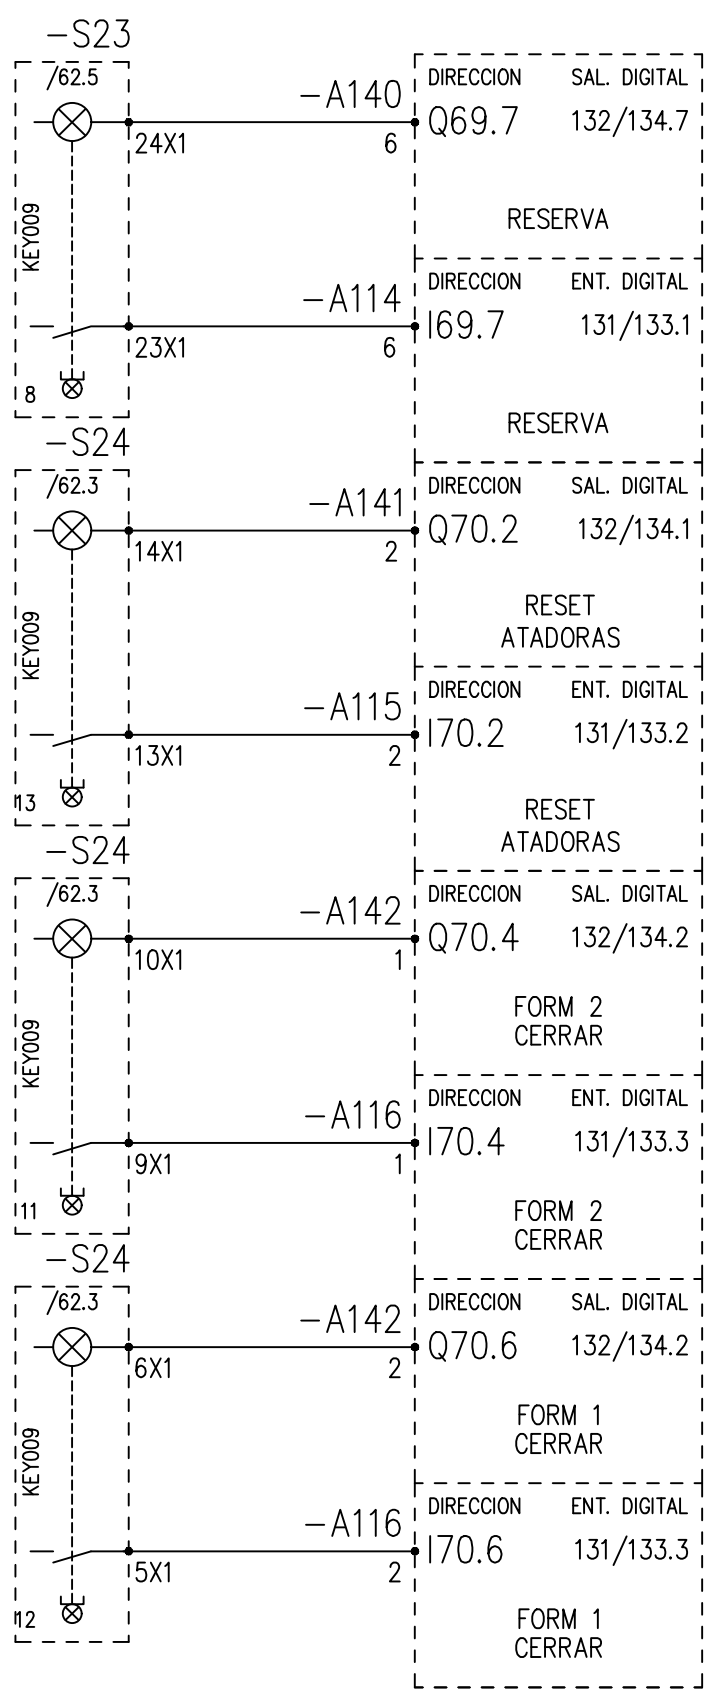 -S23
/62.5
DIRECCION SAL. DIGITAL
-A140
Q69.7 132/134.7
24X1 6
KEY009
RESERVA
DIRECCION ENT. DIGITAL
-A114
I69.7 131/133.1
23X1 6
8
RESERVA
-S24
/62.3
DIRECCION SAL. DIGITAL
-A141
Q70.2 132/134.1
14X1 2
KEY009
RESET
ATADORAS
DIRECCION ENT. DIGITAL
-A115
I70.2 131/133.2
13X1 2
13
RESET
ATADORAS
-S24
/62.3
DIRECCION SAL. DIGITAL
-A142
Q70.4 132/134.2
10X1 1
KEY009
FORM 2
CERRAR
DIRECCION ENT. DIGITAL
-A116
I70.4 131/133.3
9X1 1
11
FORM 2
CERRAR
-S24
/62.3
DIRECCION SAL. DIGITAL
-A142
Q70.6 132/134.2
6X1 2
KEY009
FORM 1
CERRAR
DIRECCION ENT. DIGITAL
-A116
I70.6 131/133.3
5X1 2
12
FORM 1
CERRAR